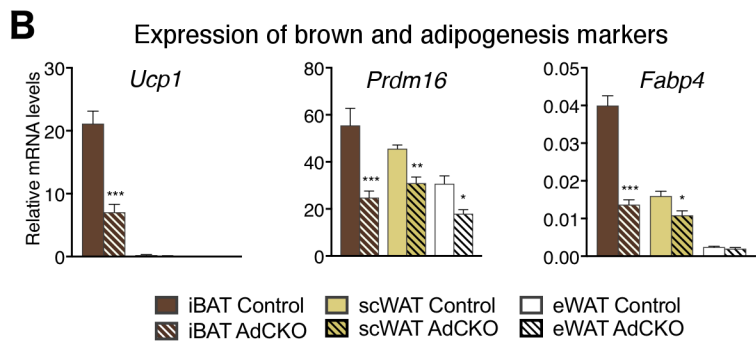 B
Expression of brown and adipogenesis markers
Relative mRNA levels
Ucp1
30
20
10
0
***
Prdm16
80
60
40
20
0
***
**
*
Fabp4
0.05
0.04
0.03
0.02
0.01
0.00
***
*
iBAT Control
scWAT Control
eWAT Control
iBAT AdCKO
scWAT AdCKO
eWAT AdCKO